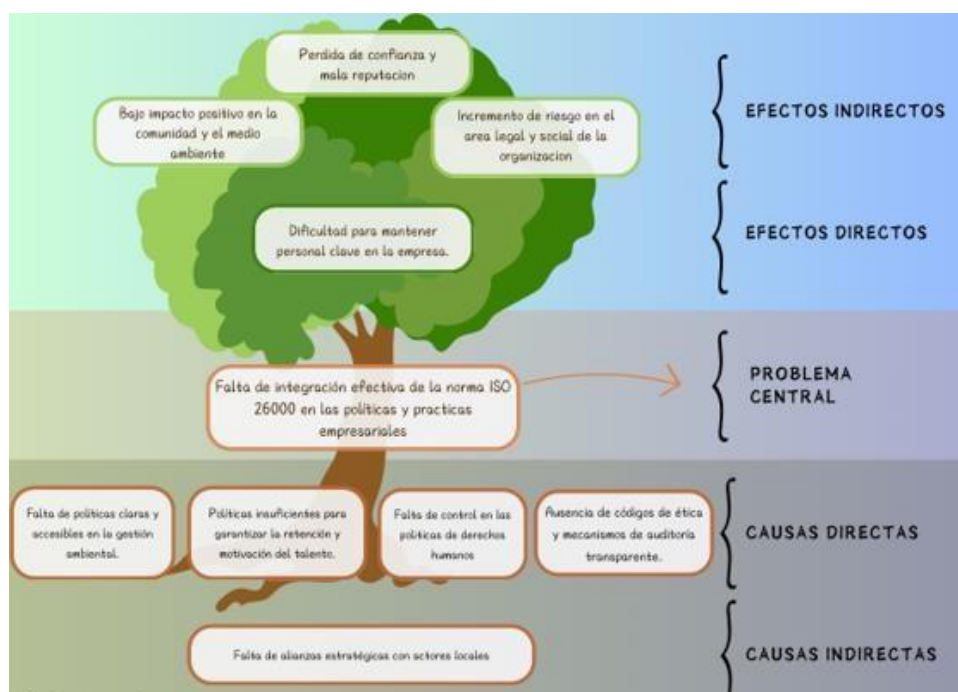 Perdida de confianza y
mala reputacion
Bajo impacto positivo en la
comunidad y el medio
ambiente
Incremento de riesgo en el
area legal y social de la
organizacion
EFECTOS INDIRECTOS
Dificultad para mantener
personal clave en la empresa.
EFECTOS DIRECTOS
Falta de integración efectiva de la norma ISO
26000 en las políticas y practicas
empresariales
PROBLEMA
CENTRAL
Falta de políticas claras y
accesibles en la gestión
ambiental.
Políticas insuficientes para
garantizar la retención y
motivación del talento.
Falta de control en las
políticas de derechos
humanos
Ausencia de códigos de ética
y mecanismos de auditoría
transparente.
CAUSAS DIRECTAS
Falta de alianzas estratégicas con actores locales
CAUSAS INDIRECTAS